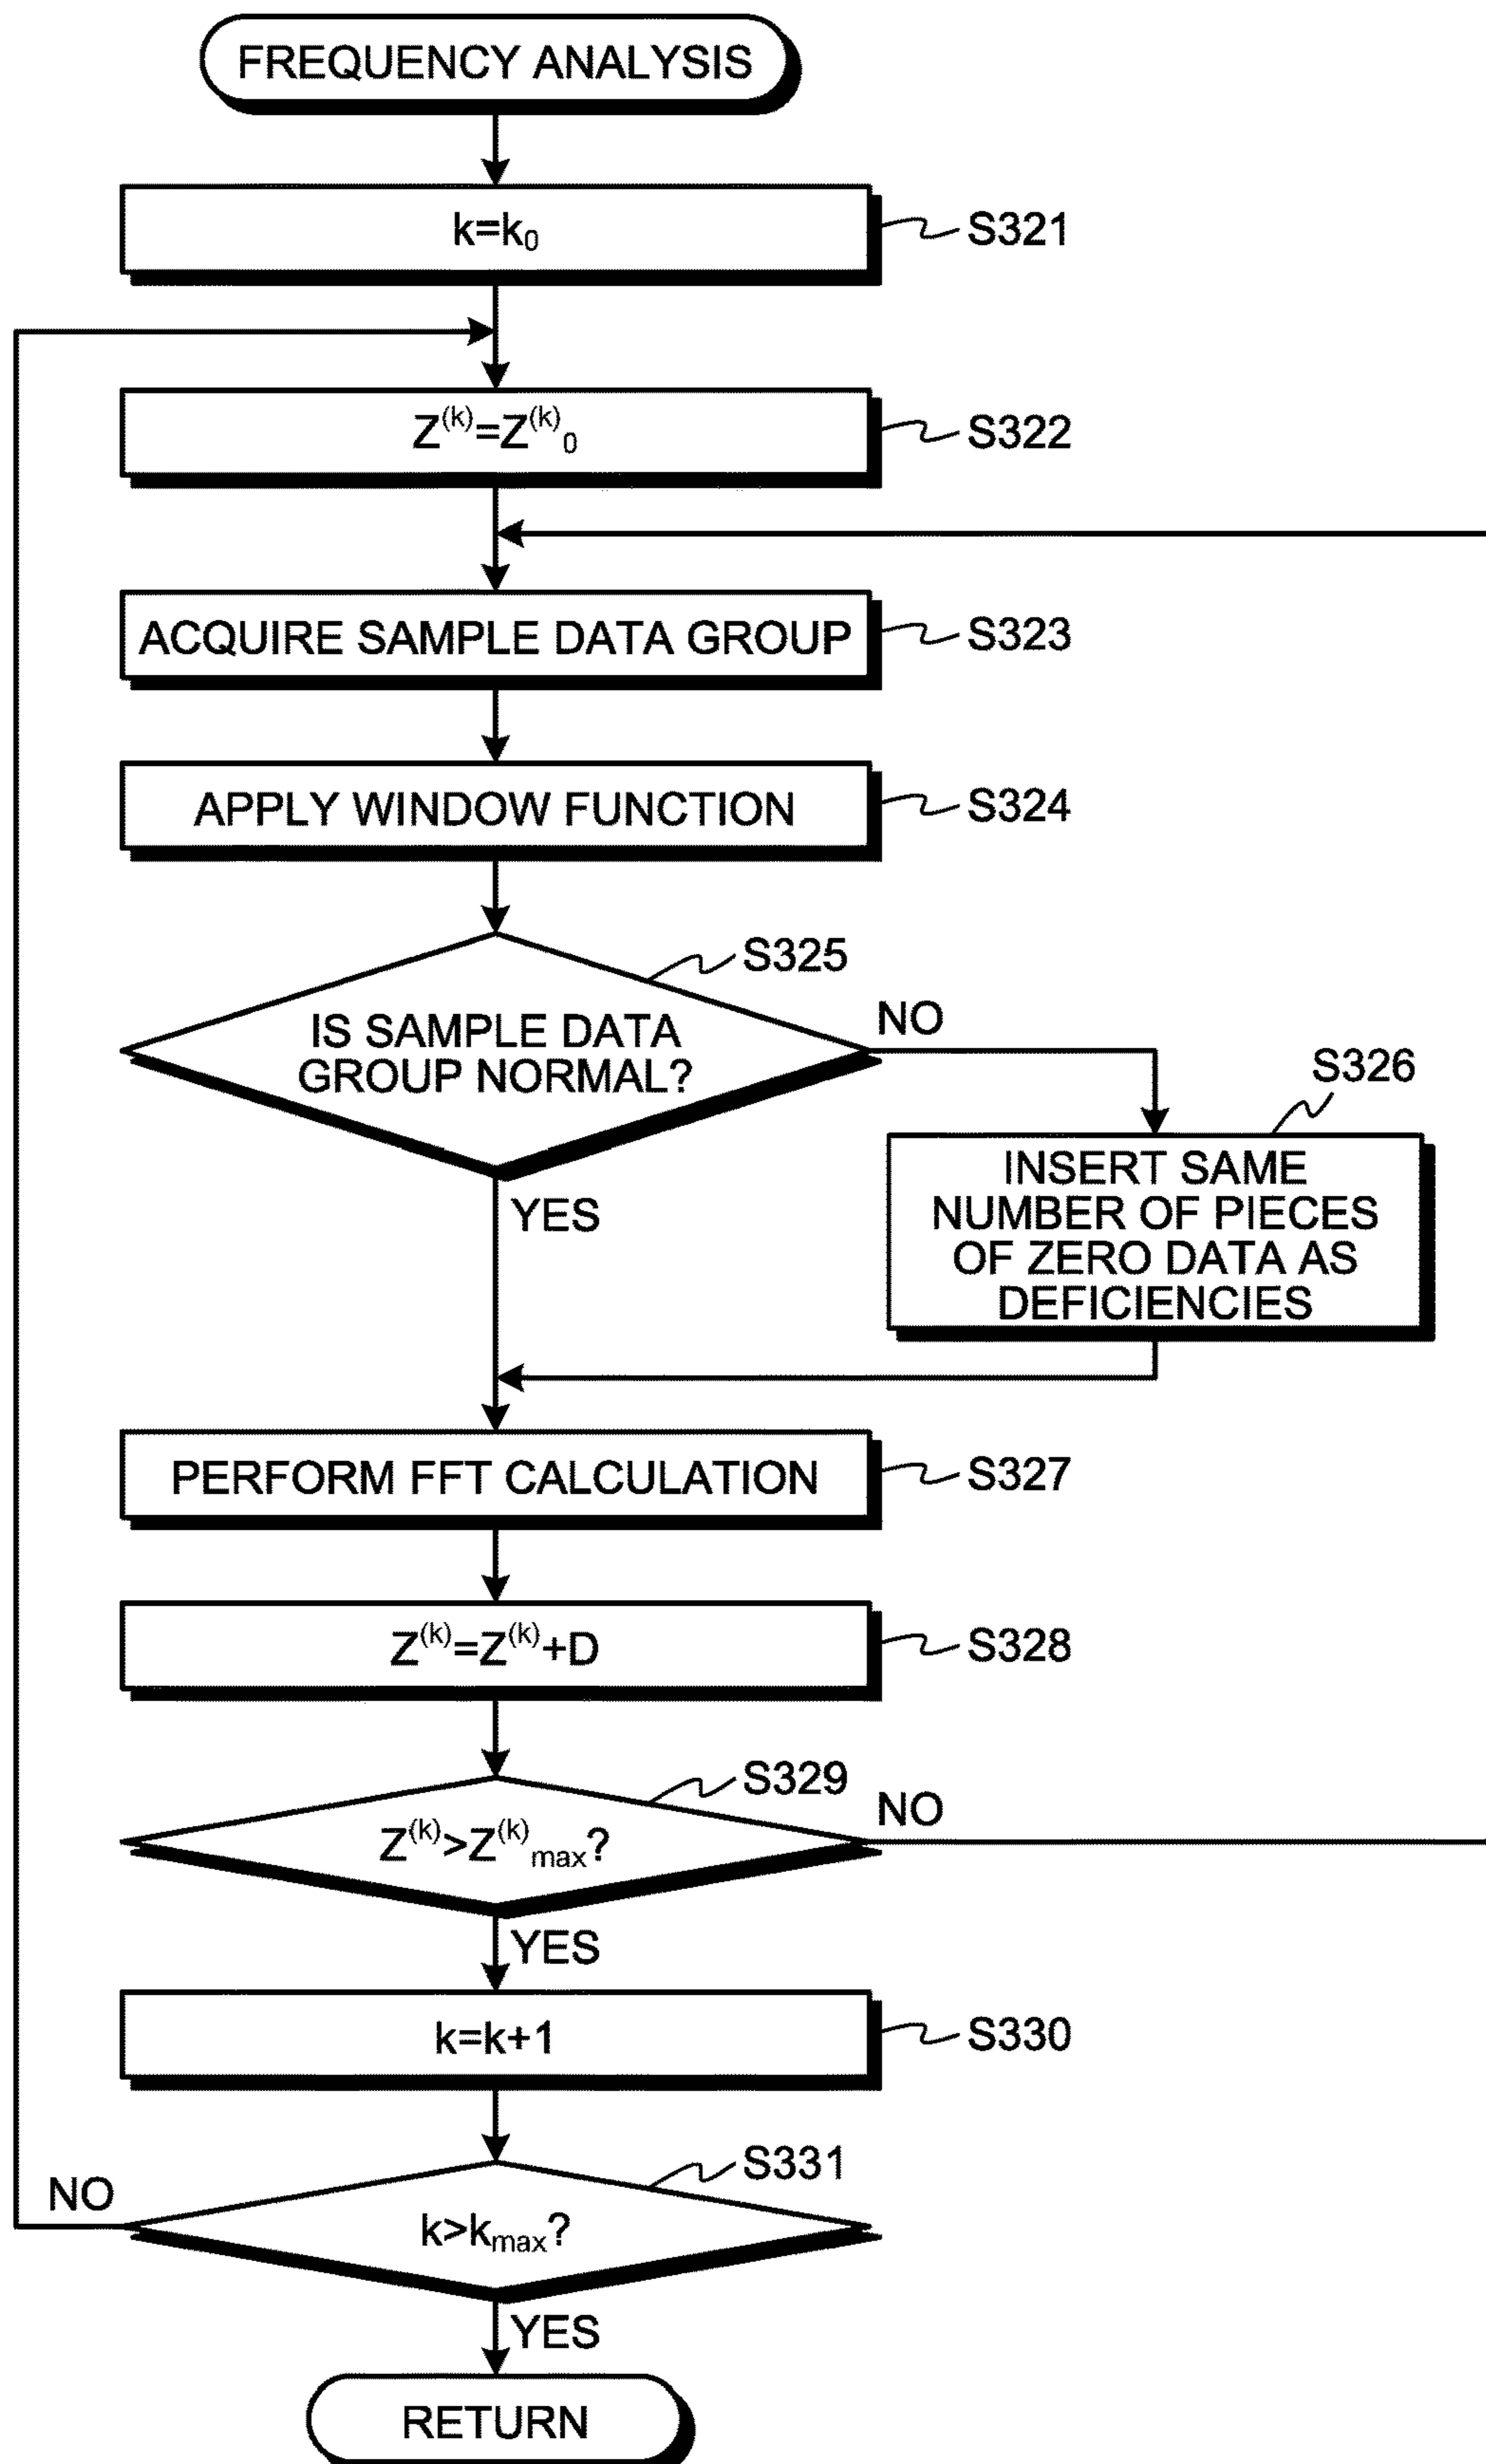 FREQUENCY ANALYSIS
k=k₀
S321
Z⁽ᵏ⁾=Z⁽ᵏ⁾₀
S322
ACQUIRE SAMPLE DATA GROUP
S323
APPLY WINDOW FUNCTION
S324
S325
IS SAMPLE DATA
GROUP NORMAL?
NO
YES
S326
INSERT SAME
NUMBER OF PIECES
OF ZERO DATA AS
DEFICIENCIES
PERFORM FFT CALCULATION
S327
Z⁽ᵏ⁾=Z⁽ᵏ⁾+D
S328
S329
Z⁽ᵏ⁾>Z⁽ᵏ⁾ₘₐₓ?
NO
YES
k=k+1
S330
S331
k>kₘₐₓ?
NO
YES
RETURN